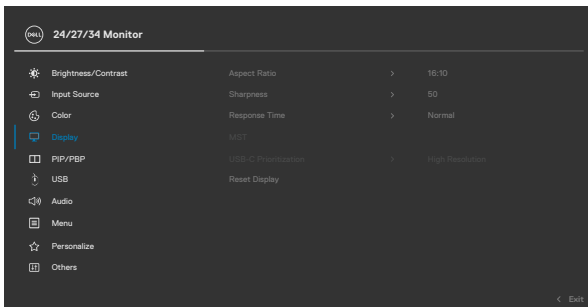 DELL 24/27/34 Monitor
Brightness/Contrast Aspect Ratio > 16:10
Input Source Sharpness > 50
Color Response Time > Normal
Display MST
PIP/PBP USB-C Prioritization > High Resolution
USB Reset Display
Audio
Menu
Personalize
Others
< Exit